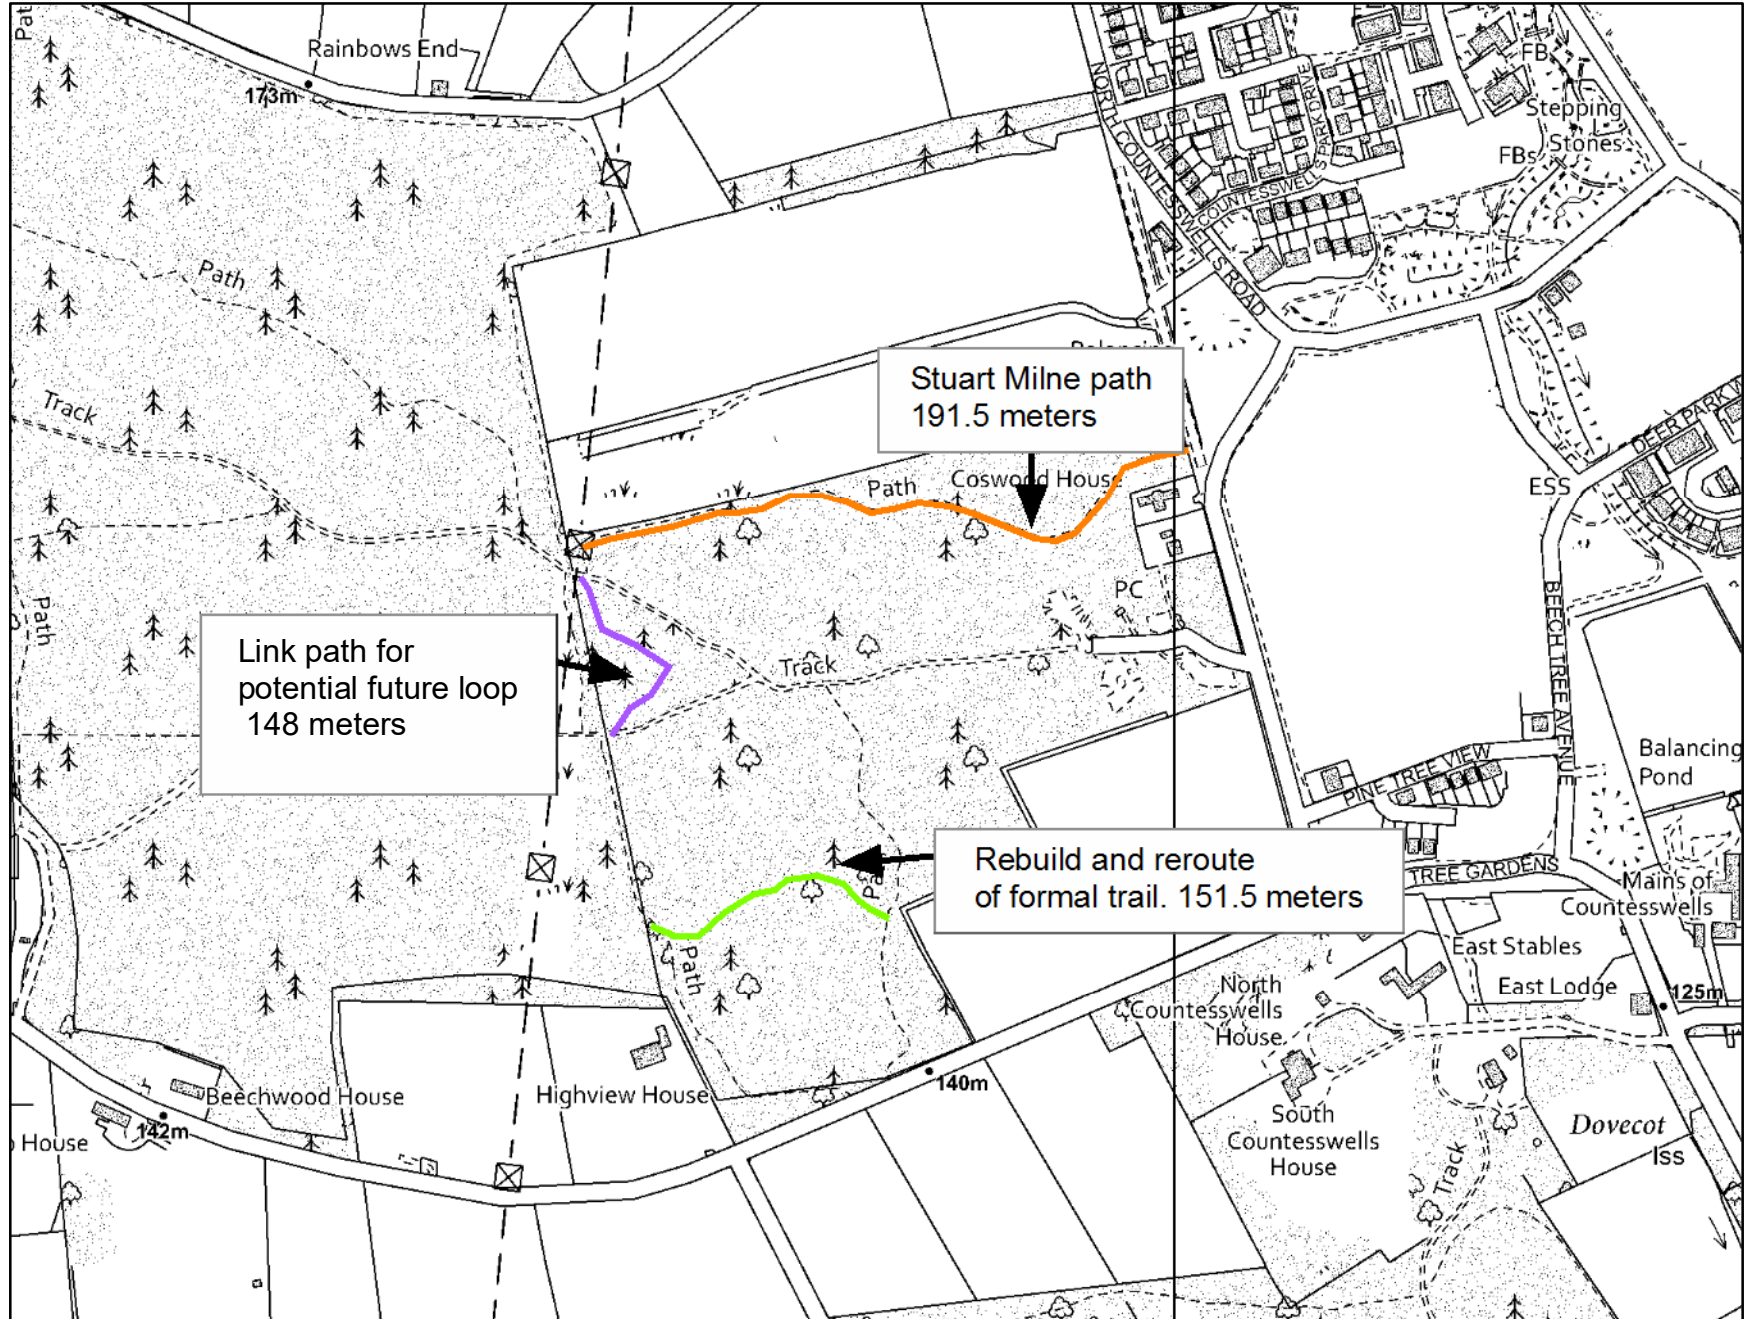 Pat
Rainbows End
173m
FB
Stepping
Stones
FBs
COUNTESSWELLS PARK DRIVE
COUNTESSWELLS ROAD
Path
Track
Stuart Milne path
191.5 meters
Path
Coswood House
DEER PARK W
ESS
PC
Path
BEECH TREE AVENUE
Link path for
potential future loop
148 meters
Track
Balancing
Pond
PINE TREE VIEW
Rebuild and reroute
of formal trail. 151.5 meters
TREE GARDENS
Mains of
Countesswells
Path
East Stables
East Lodge
125m
North
Countesswells
House
140m
Beechwood House
Highview House
142m
House
South
Countesswells
House
Track
Dovecot
Iss